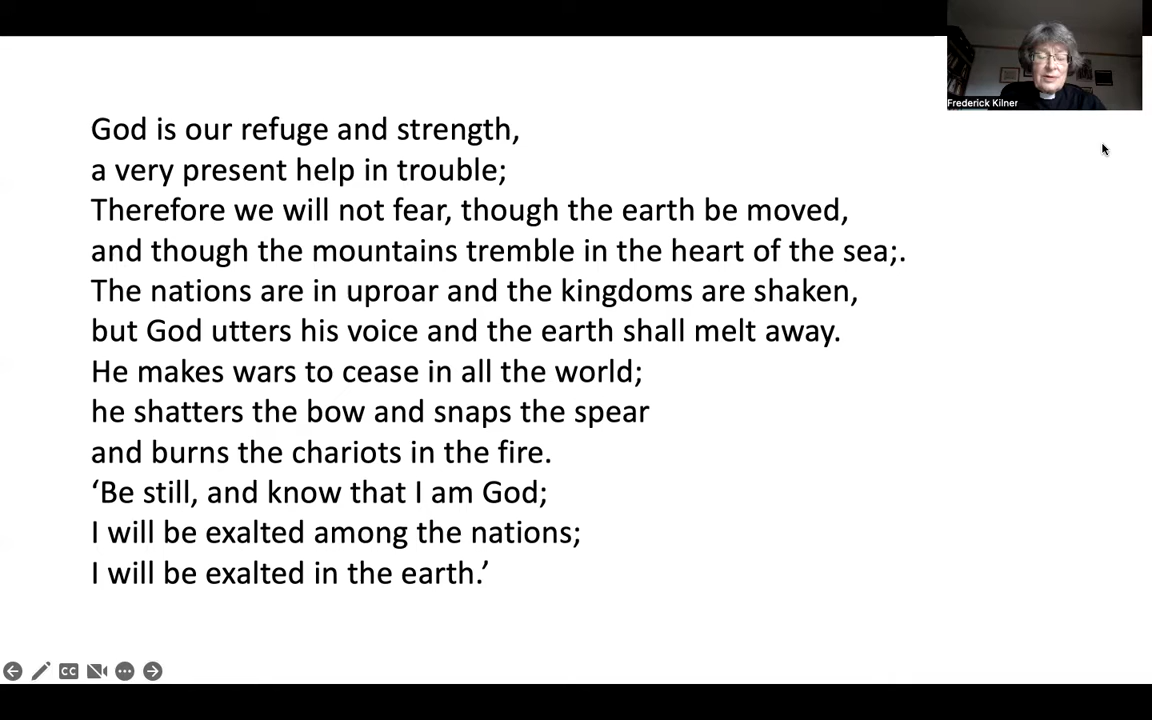 Frederick Kilner
God is our refuge and strength,
a very present help in trouble;
Therefore we will not fear, though the earth be moved,
and though the mountains tremble in the heart of the sea;.
The nations are in uproar and the kingdoms are shaken,
but God utters his voice and the earth shall melt away.
He makes wars to cease in all the world;
he shatters the bow and snaps the spear
and burns the chariots in the fire.
‘Be still, and know that I am God;
I will be exalted among the nations;
I will be exalted in the earth.’
CC